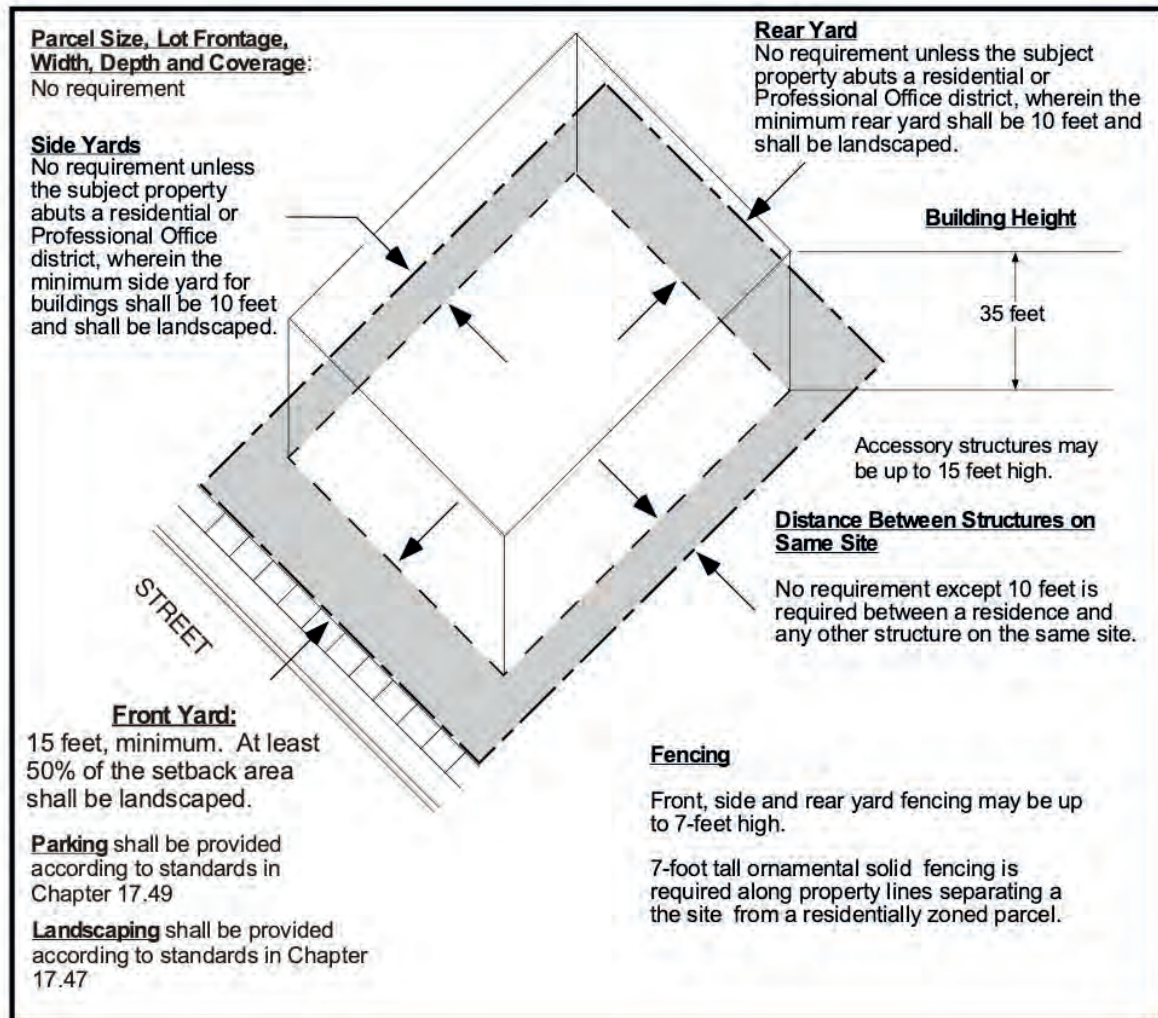 Parcel Size, Lot Frontage,
Width, Depth and Coverage:
No requirement
Side Yards
No requirement unless
the subject property
abuts a residential or
Professional Office
district, wherein the
minimum side yard for
buildings shall be 10 feet
and shall be landscaped.
Rear Yard
No requirement unless the subject
property abuts a residential or
Professional Office district, wherein the
minimum rear yard shall be 10 feet and
shall be landscaped.
Building Height
35 feet
Accessory structures may
be up to 15 feet high.
Distance Between Structures on
Same Site
No requirement except 10 feet is
required between a residence and
any other structure on the same site.
STREET
Front Yard:
15 feet, minimum. At least
50% of the setback area
shall be landscaped.
Parking shall be provided
according to standards in
Chapter 17.49
Landscaping shall be provided
according to standards in Chapter
17.47
Fencing
Front, side and rear yard fencing may be up
to 7-feet high.
7-foot tall ornamental solid fencing is
required along property lines separating a
the site from a residentially zoned parcel.